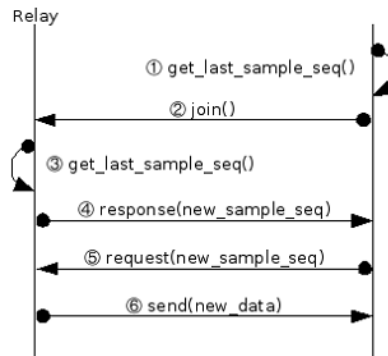 Relay
① get_last_sample_seq()
② join()
③ get_last_sample_seq()
④ response(new_sample_seq)
⑤ request(new_sample_seq)
⑥ send(new_data)